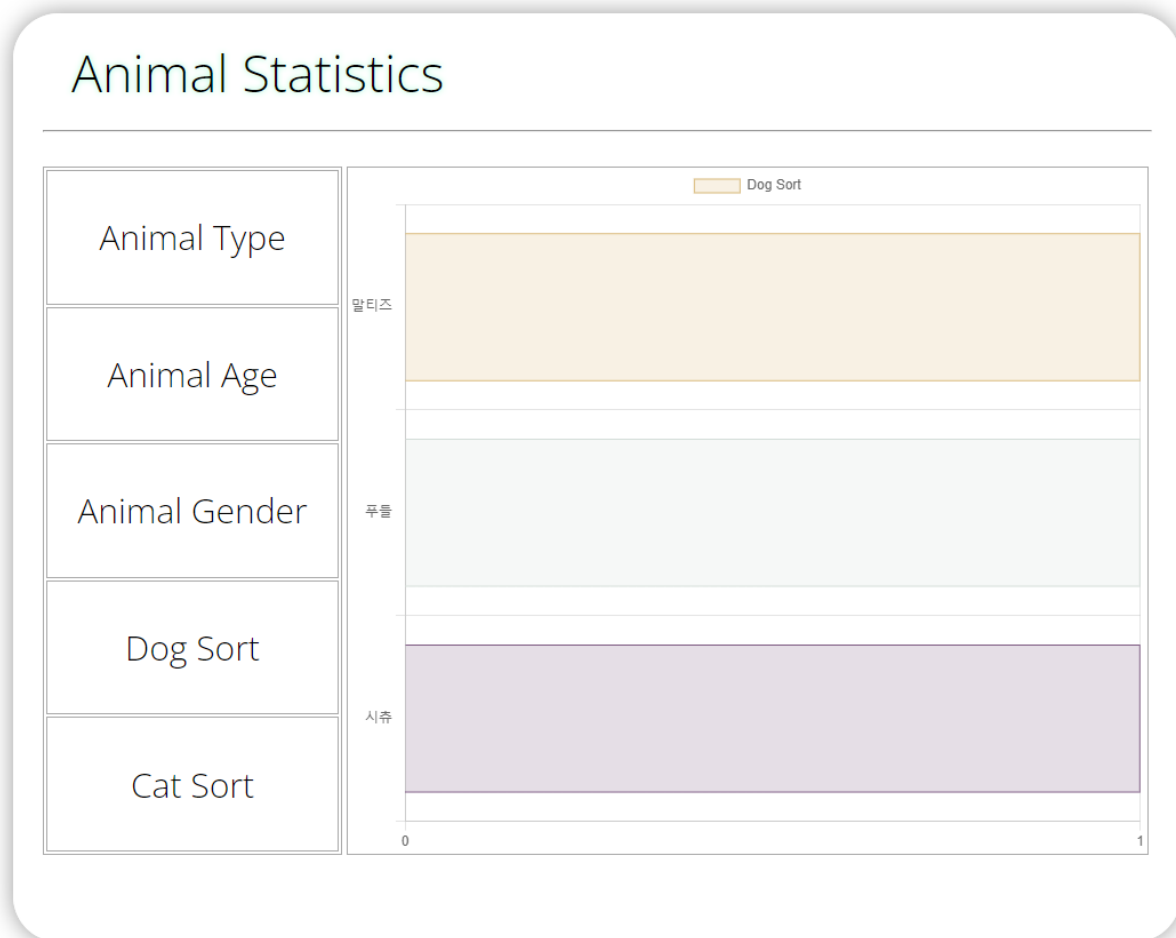 Animal Statistics
Animal Type
Animal Age
Animal Gender
Dog Sort
Cat Sort
Dog Sort
말티즈
푸들
시츄
0
1